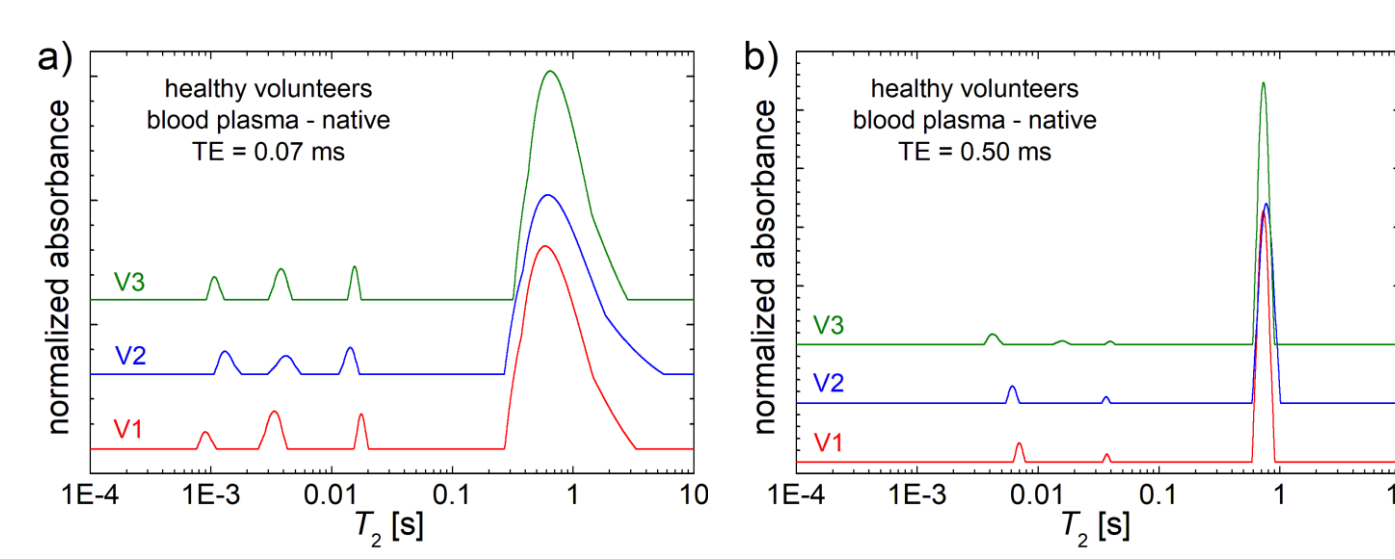 a)
healthy volunteers
blood plasma - native
TE = 0.07 ms
normalized absorbance
V3
V2
V1
1E-4 1E-3 0.01 0.1 1 10
T2 [s]
b)
healthy volunteers
blood plasma - native
TE = 0.50 ms
normalized absorbance
V3
V2
V1
1E-4 1E-3 0.01 0.1 1 1
T2 [s]